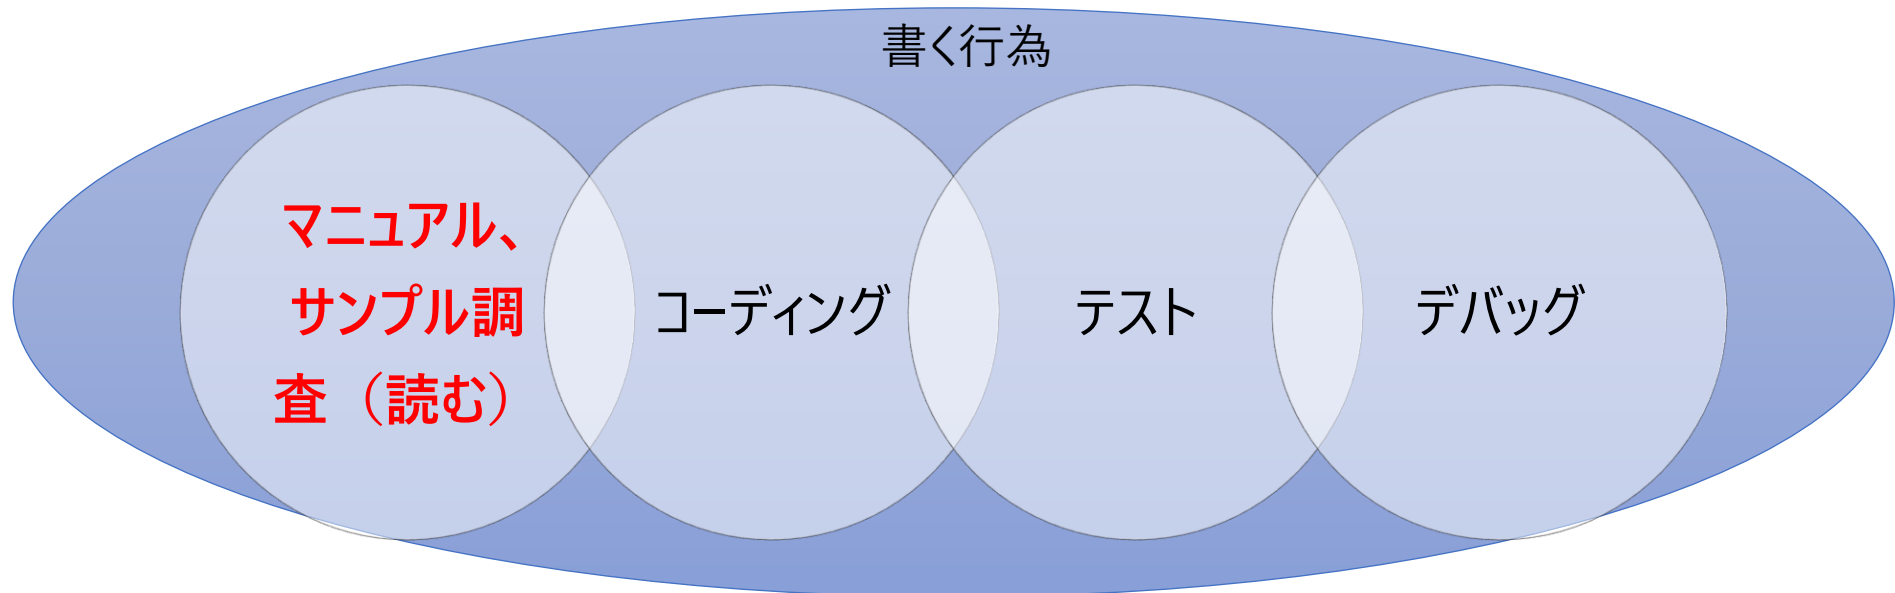 書く行為
マニュアル、
サンプル調
査（読む）
コーディング
テスト
デバッグ